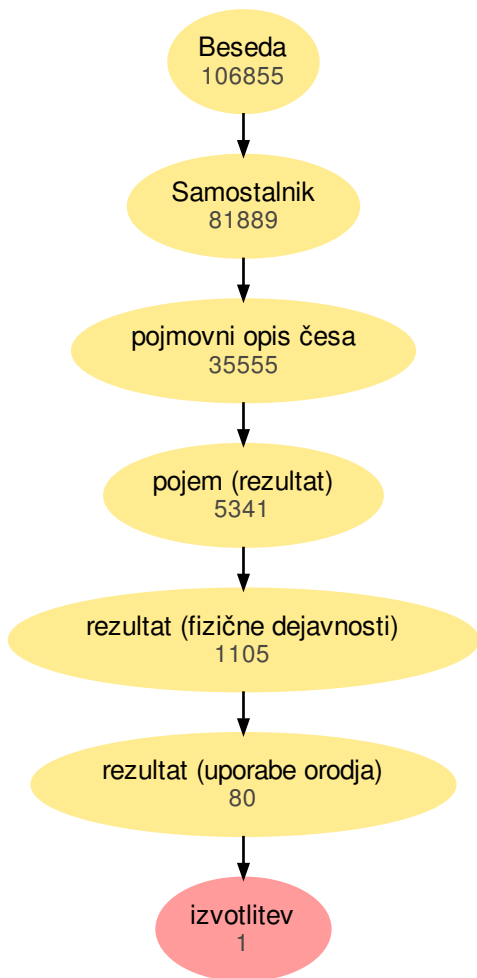 Beseda
106855
Samostalnik
81889
pojmovni opis česa
35555
pojem (rezultat)
5341
rezultat (fizične dejavnosti)
1105
rezultat (uporabe orodja)
80
izvotlitev
1